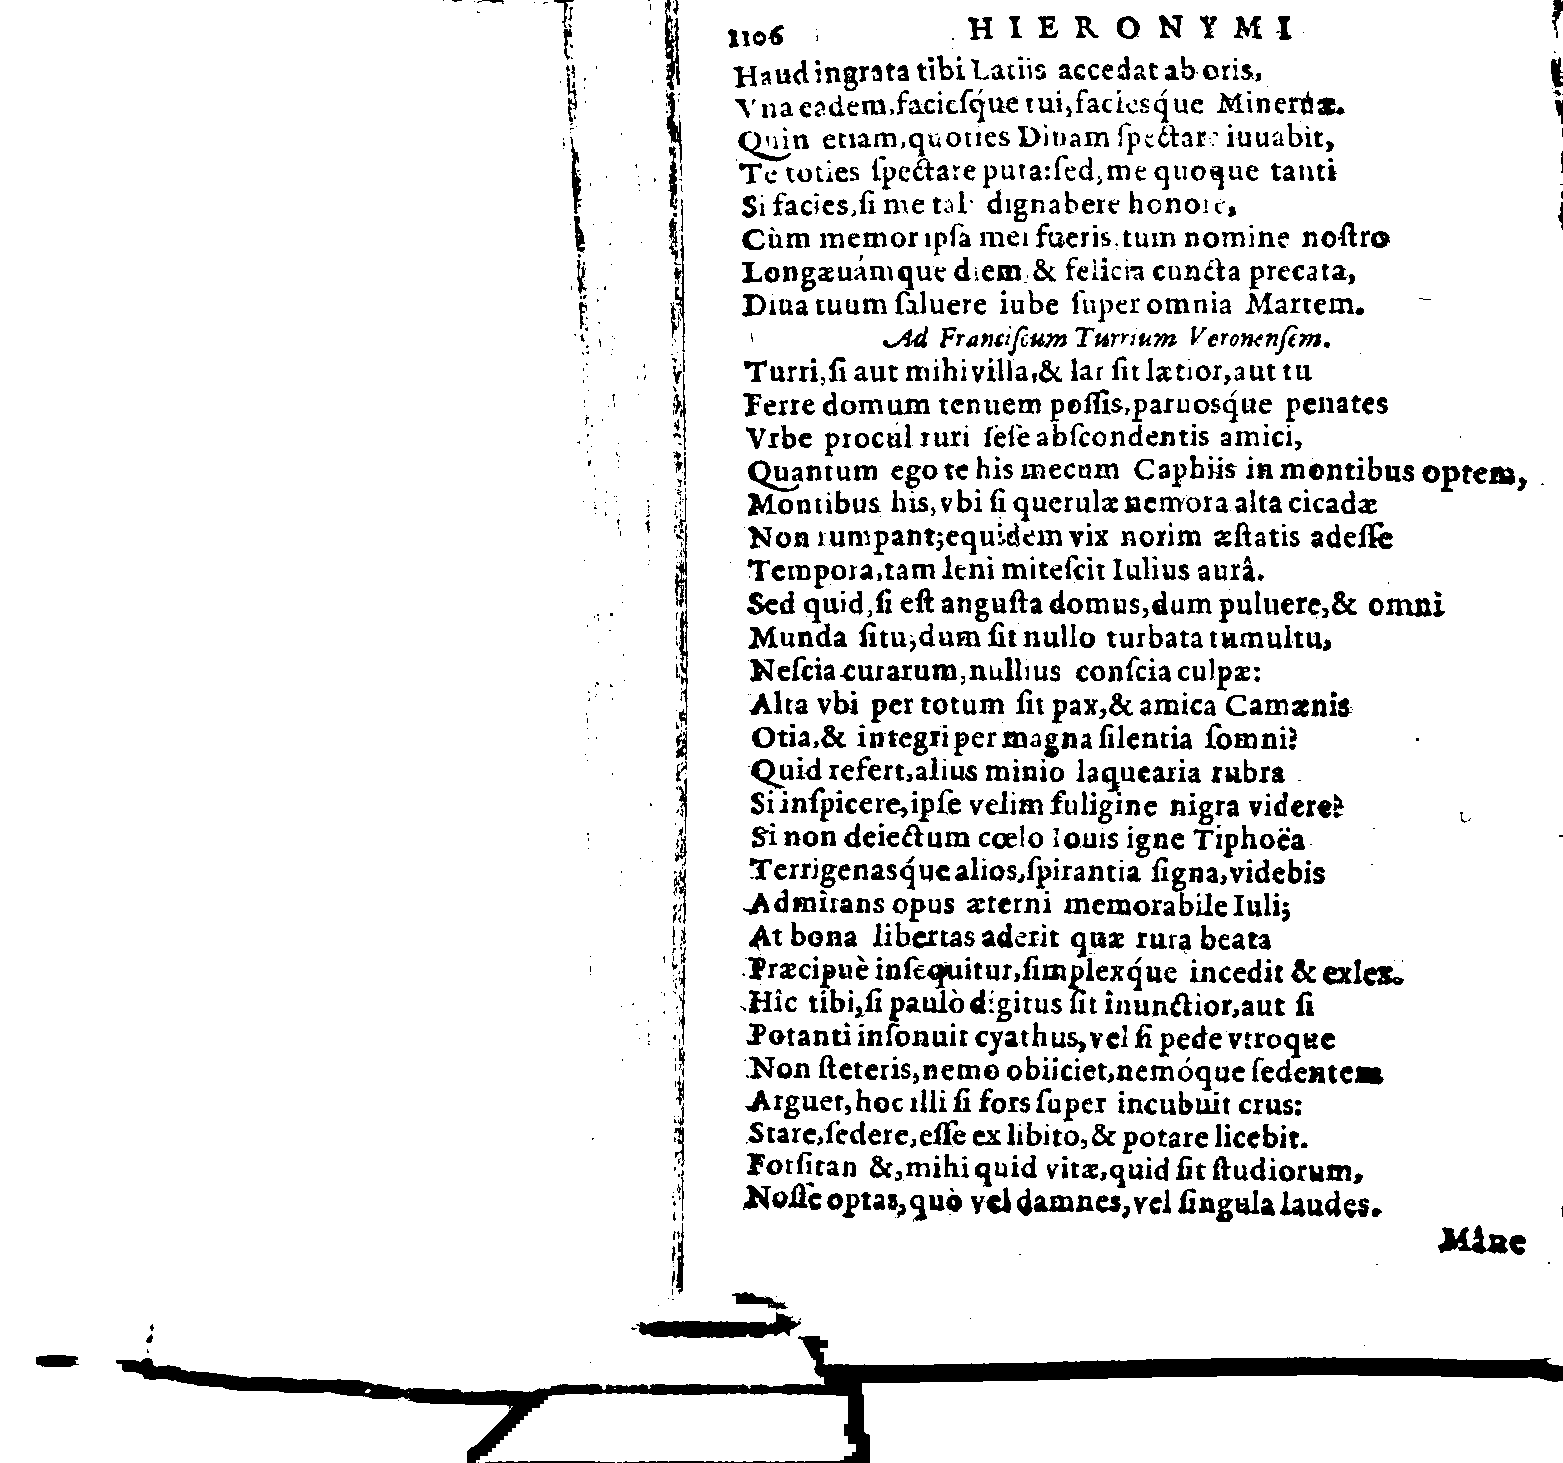 1106 HIERONYMI
Haud ingrata tibi Latiis accedat ab oris,
Vna eadem, faciesq́ue tui, faciesq́ue Mineruæ.
Quin etiam, quoties Diuam ſpectare iuuabit,
Te toties ſpectare puta: ſed, me quoque tanti
Si facies, ſi me tali dignabere honore,
Cùm memor ipſa mei fueris, tum nomine noſtro
Longæuámque diem & felicia cuncta precata,
Diua tuum ſaluere iube ſuper omnia Martem.
Ad Franciſcum Turrium Veronenſem.
Turri, ſi aut mihi villa, & lar ſit lætior, aut tu
Ferre domum tenuem poſſis, paruosq́ue penates
Vrbe procul ruri ſeſe abſcondentis amici,
Quantum ego te his mecum Caphiis in montibus optem,
Montibus his, vbi ſi querulæ nemora alta cicadæ
Non rumpant; equidem vix norim æſtatis adeſſe
Tempora, tam leni miteſcit Iulius aurâ.
Sed quid, ſi eſt anguſta domus, dum puluere, & omni
Munda ſitu; dum ſit nullo turbata tumultu,
Neſcia curarum, nullius conſcia culpæ:
Alta vbi per totum ſit pax, & amica Camænis
Otia, & integri per magna ſilentia ſomni?
Quid refert, alius minio laquearia rubra
Si inſpicere, ipſe velim fuligine nigra videre?
Si non deiectum cœlo Iouis igne Tiphoëa
Terrigenasq́ue alios, ſpirantia ſigna, videbis
Admirans opus æterni memorabile Iuli;
At bona libertas aderit quæ rura beata
Præcipuè inſequitur, ſimplexq́ue incedit & exlex.
Hîc tibi, ſi paulò digitus ſit inunctior, aut ſi
Potanti inſonuit cyathus, vel ſi pede vtroque
Non ſteteris, nemo obiiciet, nemóque ſedentem
Arguet, hoc illi ſi fors ſuper incubuit crus:
Stare, ſedere, eſſe ex libito, & potare licebit.
Forſitan &, mihi quid vitæ, quid ſit ſtudiorum,
Noſſe optas, quò vel damnes, vel ſingula laudes.
Mâne